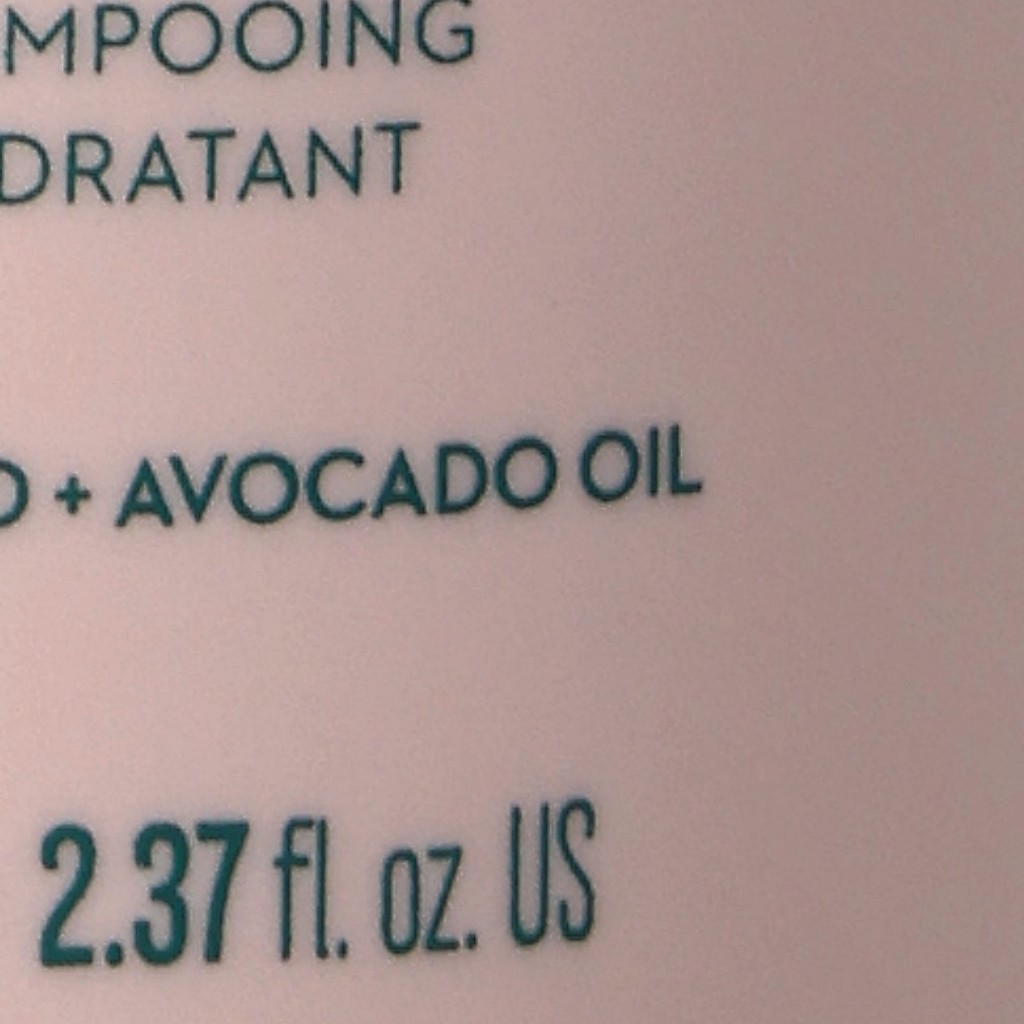 MPOOING
DRATANT
D + AVOCADO OIL
2.37 fl. oz. US